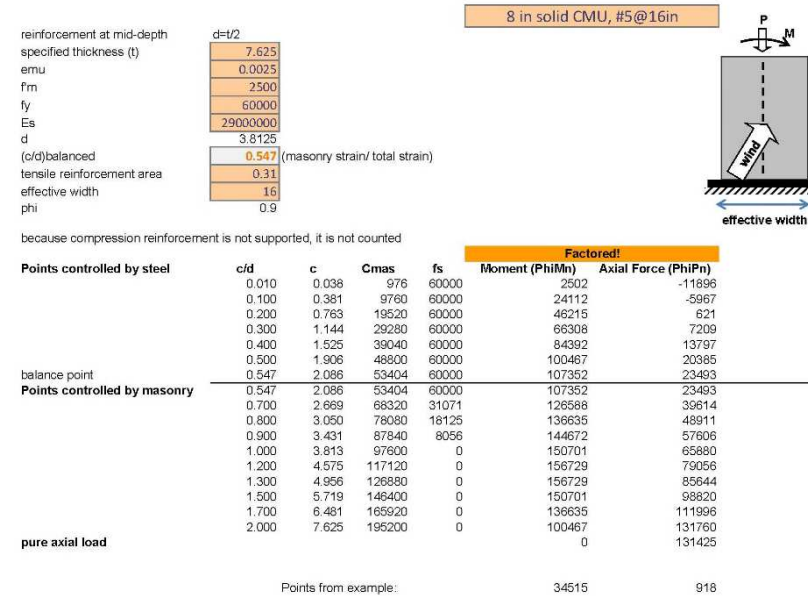 8 in solid CMU, #5@16in
reinforcement at mid-depth d=t/2
specified thickness (t) 7.625
emu 0.0025
f'm 2500
fy 60000
Es 29000000
d 3.8125
(c/d)balanced 0.547 (masonry strain/ total strain)
tensile reinforcement area 0.31
effective width 16
phi 0.9
P
M
wind
effective width
because compression reinforcement is not supported, it is not counted
Factored!
Points controlled by steel c/d c Cmas fs Moment (PhiMn) Axial Force (PhiPn)
0.010 0.038 976 60000 2502 -11896
0.100 0.381 9760 60000 24112 -5967
0.200 0.763 19520 60000 46215 621
0.300 1.144 29280 60000 66308 7209
0.400 1.525 39040 60000 84392 13797
0.500 1.906 48800 60000 100467 20385
balance point 0.547 2.086 53404 60000 107352 23493
Points controlled by masonry 0.547 2.086 53404 60000 107352 23493
0.700 2.669 68320 31071 126588 39614
0.800 3.050 78080 18125 136635 48911
0.900 3.431 87840 8056 144672 57606
1.000 3.813 97600 0 150701 65880
1.200 4.575 117120 0 156729 79056
1.300 4.956 126880 0 156729 85644
1.500 5.719 146400 0 150701 98820
1.700 6.481 165920 0 136635 111996
2.000 7.625 195200 0 100467 131760
pure axial load 0 131425
Points from example: 34515 918